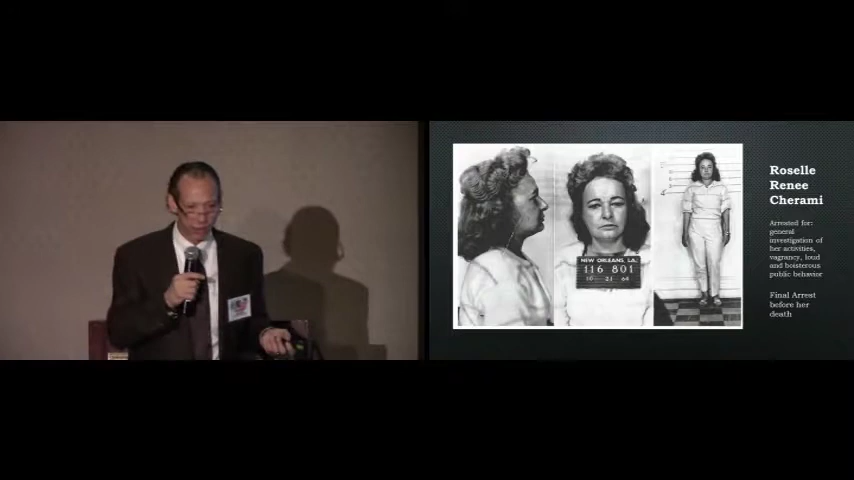 NEW ORLEANS, LA.
116 801
10 21 64
Roselle
Renee
Cherami
Arrested for:
general
investigation of
her activities,
vagrancy, loud
and boisterous
public behavior
Final Arrest
before her
death